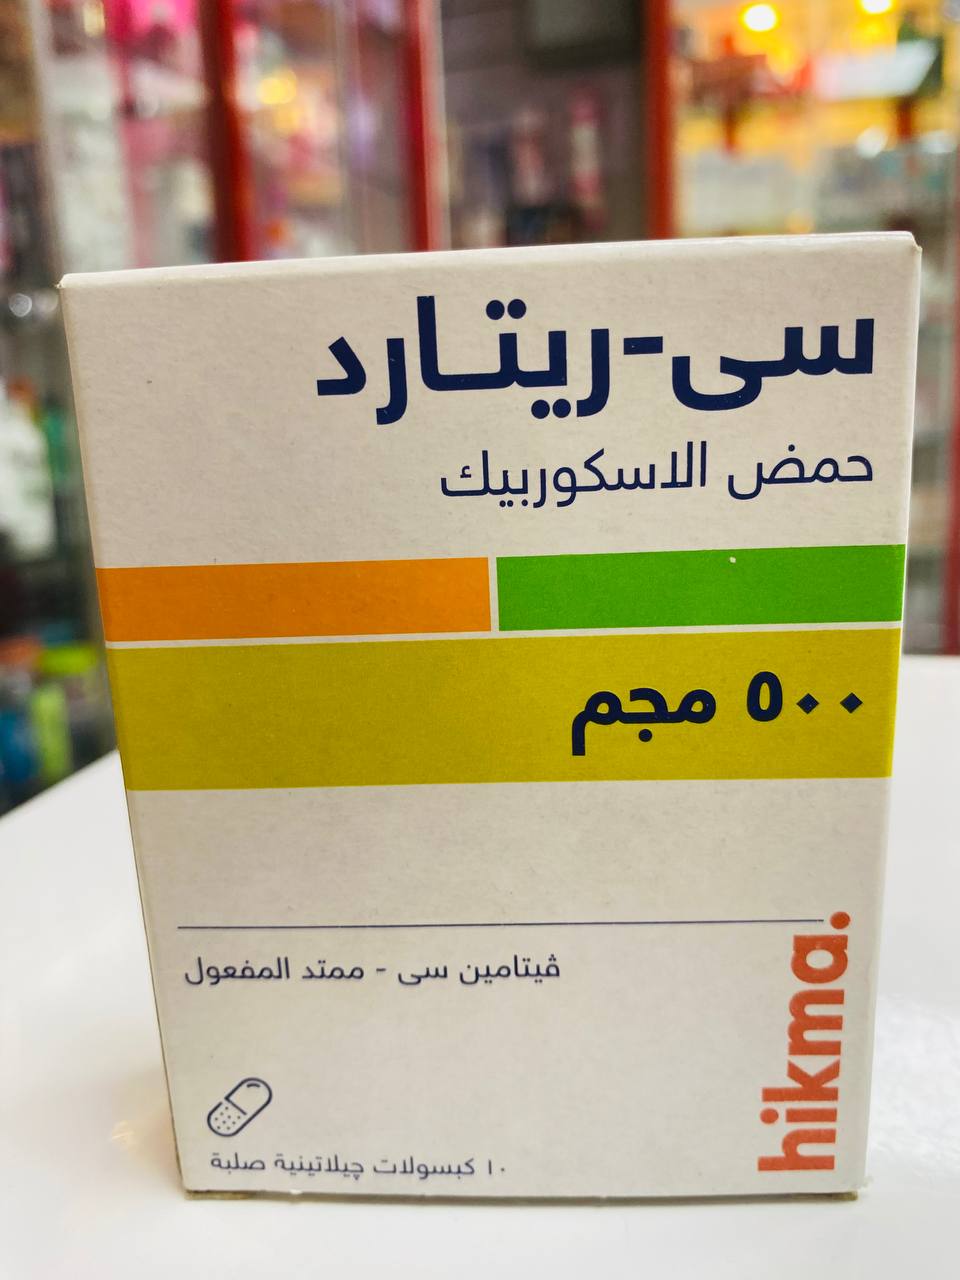 سى-ريتارد
حمض الاسكوربيك
٥٠٠ مجم
ڤيتامين سى - ممتد المفعول
١٠ كبسولات چيلاتينية صلبة
hikma.